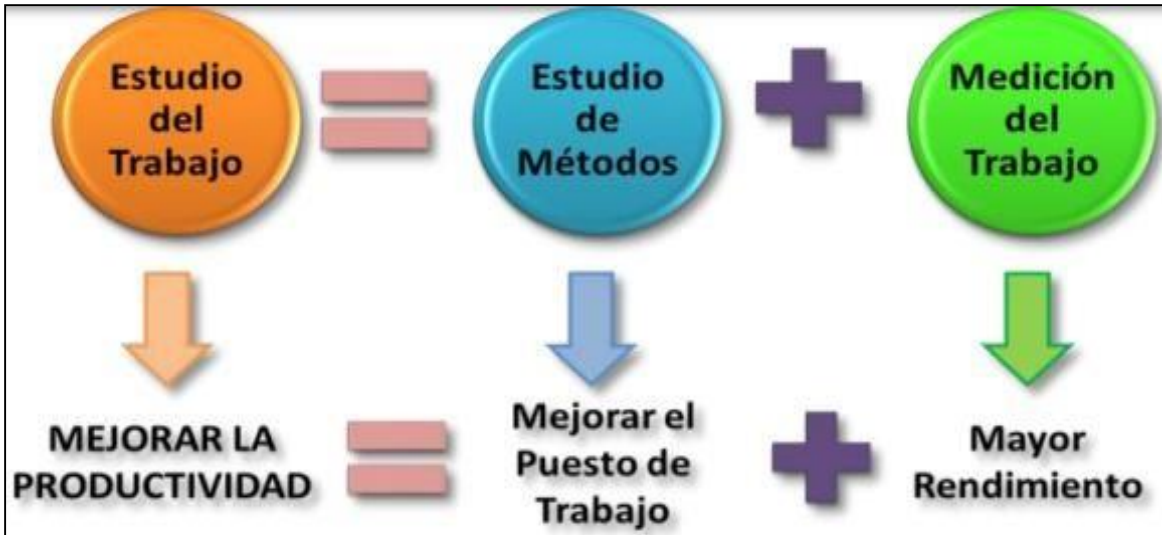 Estudio
del
Trabajo
Estudio
de
Métodos
Medición
del
Trabajo
MEJORAR LA
PRODUCTIVIDAD
Mejorar el
Puesto de
Trabajo
Mayor
Rendimiento